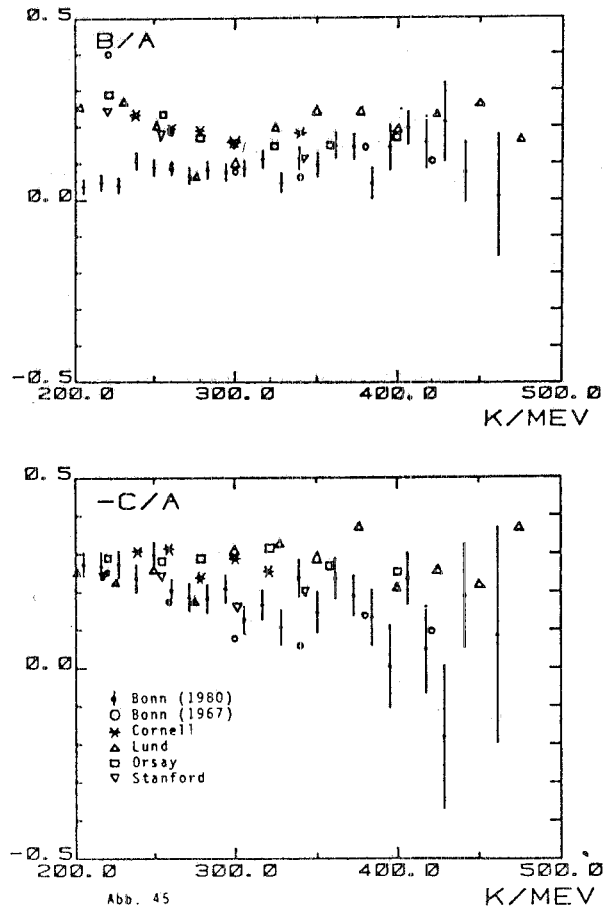 0.5
B/A
0.0
-0.5
200.0 300.0 400.0 500.0
K/MEV
0.5
-C/A
0.0
Bonn (1980)
Bonn (1967)
Cornell
Lund
Orsay
Stanford
-0.5
200.0 300.0 400.0 500.0
Abb. 45
K/MEV